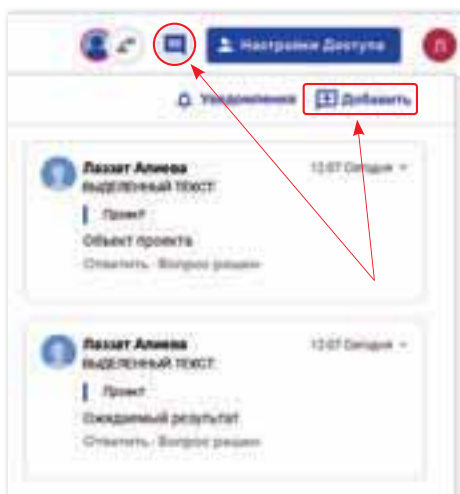 Настройки Доступа
Л
Уведомления
Добавить
Лаззат Алиева
12:07 Сегодня
ВЫДЕЛЕННЫЙ ТЕКСТ:
Проект
Объект проекта
Ответить Вопрос решен
Лаззат Алиева
12:07 Сегодня
ВЫДЕЛЕННЫЙ ТЕКСТ:
Проект
Ожидаемый результат
Ответить Вопрос решен